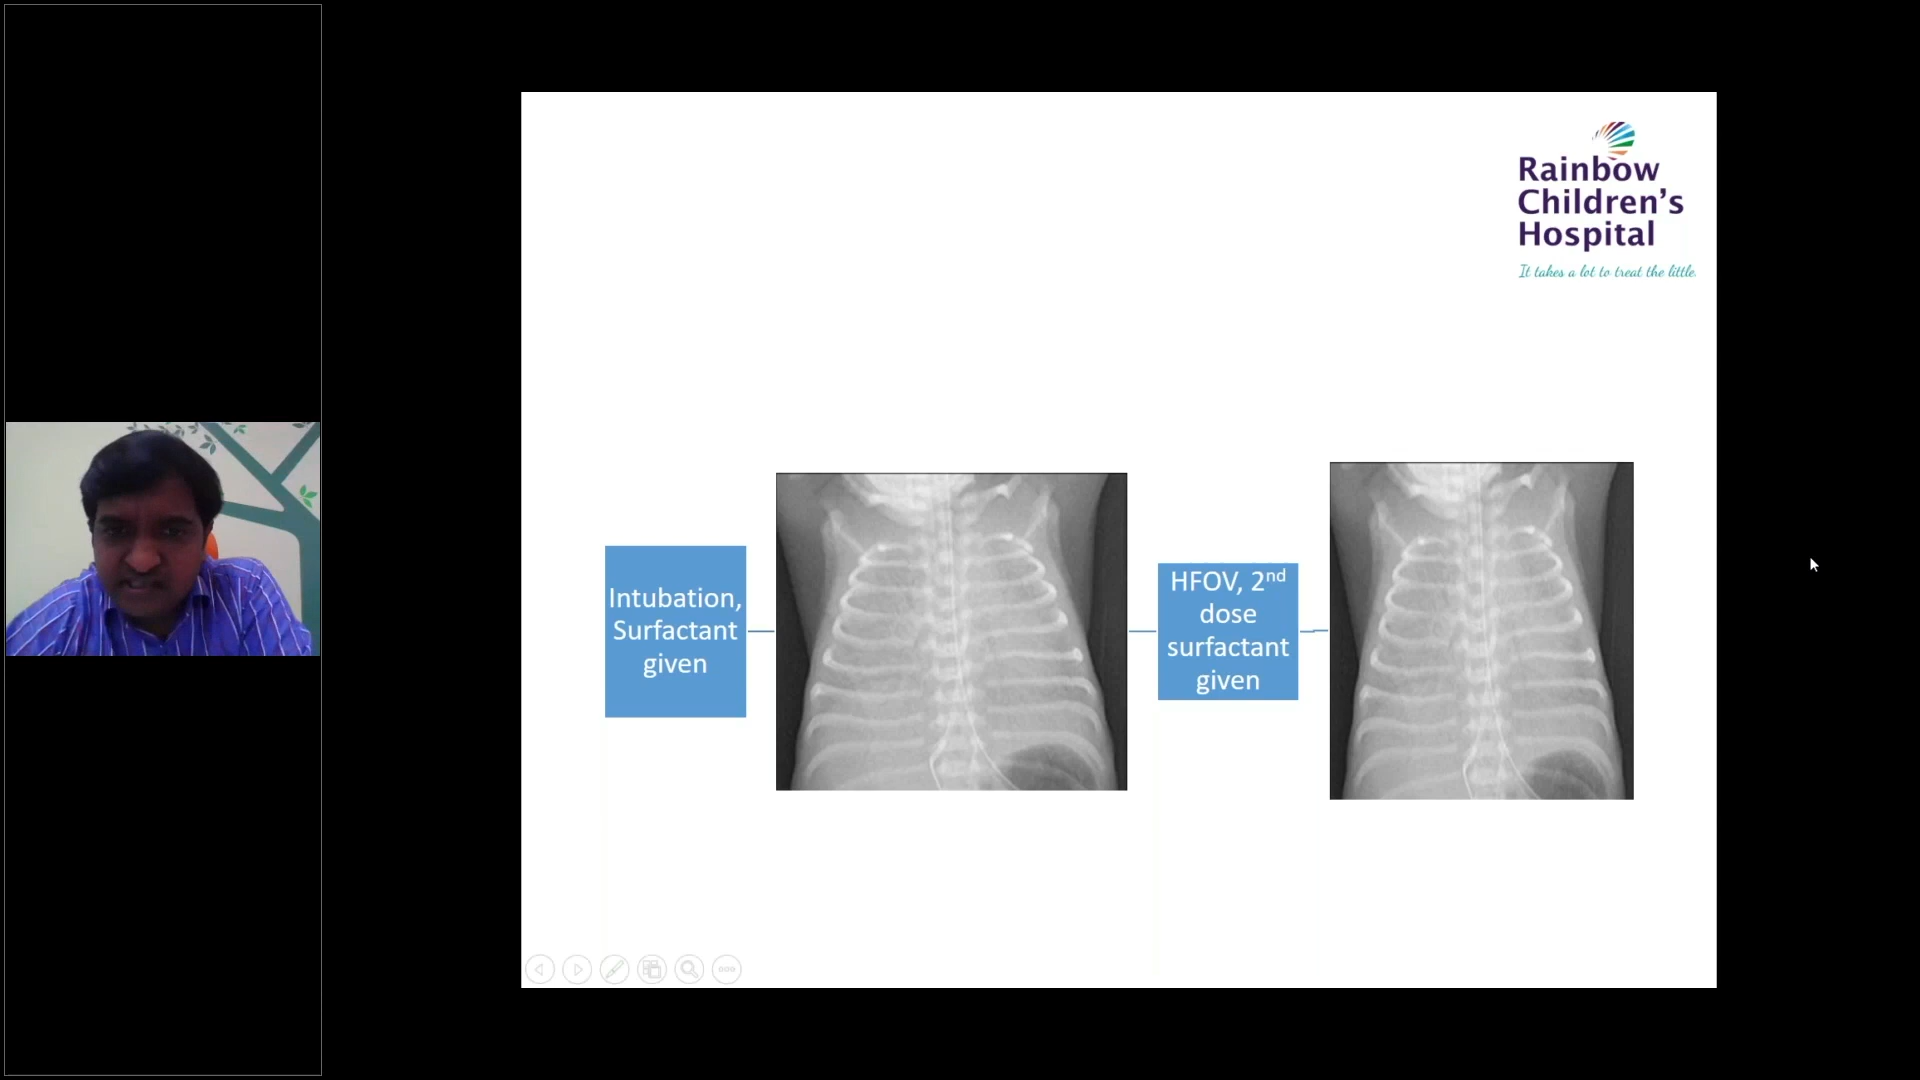 Rainbow
Children's
Hospital
It takes a lot to treat the little.
Intubation,
Surfactant
given
HFOV, 2nd
dose
surfactant
given